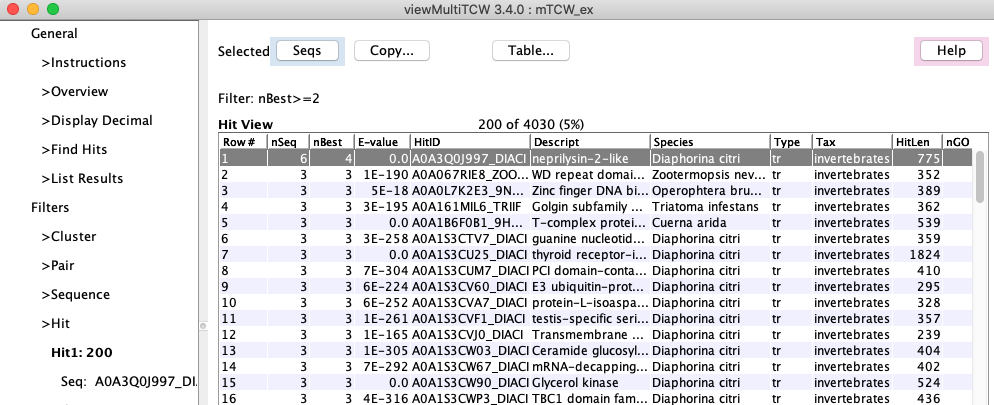 viewMultiTCW 3.4.0 : mTCW_ex
General
>Instructions
>Overview
>Display Decimal
>Find Hits
>List Results
Filters
>Cluster
>Pair
>Sequence
>Hit
Hit1: 200
Seq: A0A3Q0J997_DI.
Selected Seqs Copy... Table... Help
Filter: nBest>=2
Hit View 200 of 4030 (5%)
Row # nSeq nBest E-value HitID Descript Species Type Tax HitLen nGO
1 6 4 0.0 A0A3Q0J997_DIACI neprilysin-2-like Diaphorina citri tr invertebrates 775
2 3 3 1E-190 A0A067RIE8_ZOO... WD repeat domai... Zootermopsis nev... tr invertebrates 352
3 3 3 5E-18 A0A0L7K2E3_9N... Zinc finger DNA bi... Operophtera bru... tr invertebrates 389
4 3 3 3E-195 A0A161MIL6_TRIIF Golgin subfamily ... Triatoma infestans tr invertebrates 362
5 3 3 0.0 A0A1B6F0B1_9H... T-complex protei... Cuerna arida tr invertebrates 539
6 3 3 3E-258 A0A1S3CTV7_DIACI guanine nucleotid... Diaphorina citri tr invertebrates 359
7 3 3 0.0 A0A1S3CU25_DIACI thyroid receptor-i... Diaphorina citri tr invertebrates 1824
8 3 3 7E-304 A0A1S3CUM7_DIACI PCI domain-conta... Diaphorina citri tr invertebrates 410
9 3 3 6E-224 A0A1S3CV60_DIACI E3 ubiquitin-prot... Diaphorina citri tr invertebrates 295
10 3 3 6E-252 A0A1S3CVA7_DIACI protein-L-isoaspa... Diaphorina citri tr invertebrates 328
11 3 3 1E-261 A0A1S3CVF1_DIACI testis-specific seri... Diaphorina citri tr invertebrates 357
12 3 3 1E-165 A0A1S3CVJ0_DIACI Transmembrane ... Diaphorina citri tr invertebrates 239
13 3 3 1E-305 A0A1S3CW03_DIACI Ceramide glucosyl... Diaphorina citri tr invertebrates 404
14 3 3 7E-292 A0A1S3CW67_DIACI mRNA-decapping... Diaphorina citri tr invertebrates 402
15 3 3 0.0 A0A1S3CW90_DIACI Glycerol kinase Diaphorina citri tr invertebrates 524
16 3 3 4E-316 A0A1S3CWP3_DIACI TBC1 domain fam... Diaphorina citri tr invertebrates 436